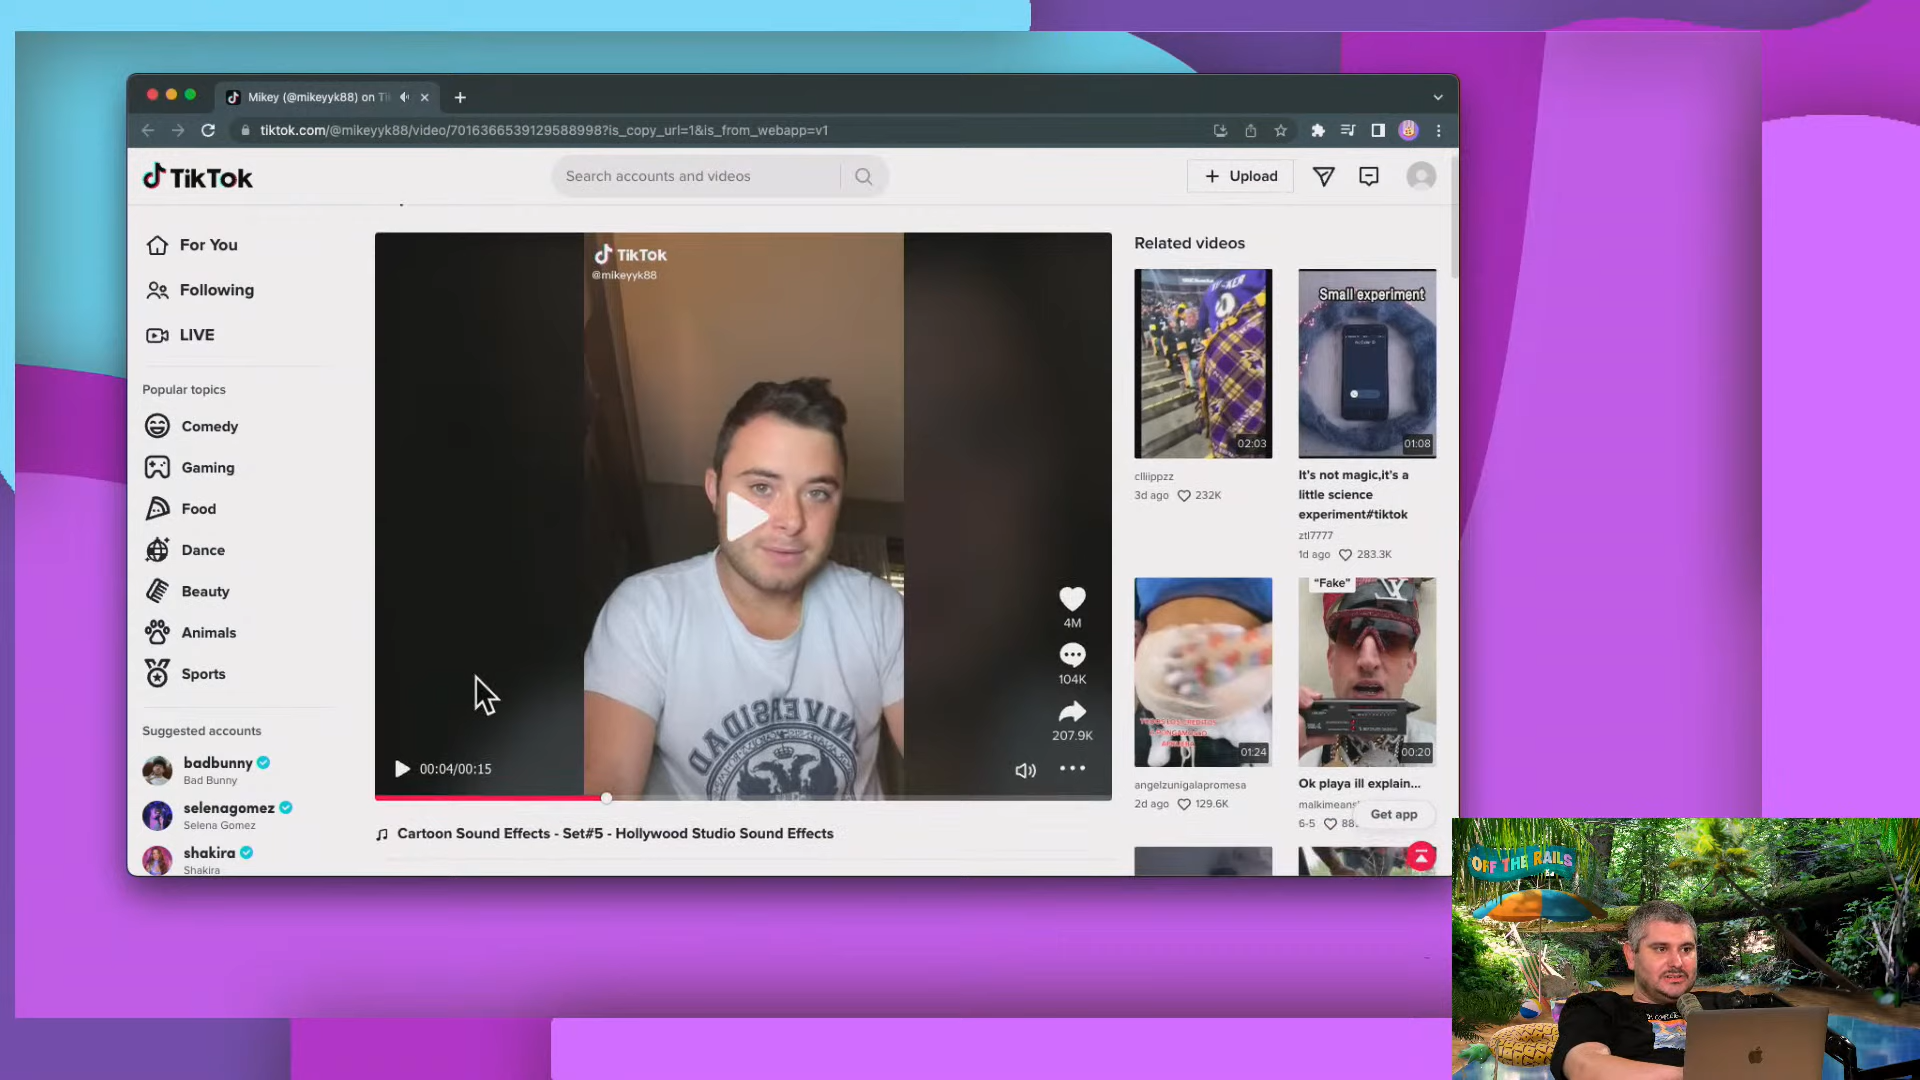 Mikey (@mikeyyk88) on Ti
tiktok.com/@mikeyyk88/video/7016366539129588998?is_copy_url=1&is_from_webapp=v1
TikTok
Search accounts and videos
Upload
For You
Following
LIVE
Popular topics
Comedy
Gaming
Food
Dance
Beauty
Animals
Sports
Suggested accounts
badbunny
Bad Bunny
selenagomez
Selena Gomez
shakira
Shakira
TikTok
@mikeyyk88
UNIVERSIDAD
4M
104K
207.9K
00:04/00:15
Cartoon Sound Effects - Set#5 - Hollywood Studio Sound Effects
Related videos
02:03
clliippzz
3d ago 232K
Small experiment
01:08
It's not magic,it's a
little science
experiment#tiktok
ztl7777
1d ago 283.3K
01:24
angelzunigalapromesa
2d ago 129.6K
"Fake"
00:20
Ok playa ill explain...
6-5
Get app
OFF THE RAILS